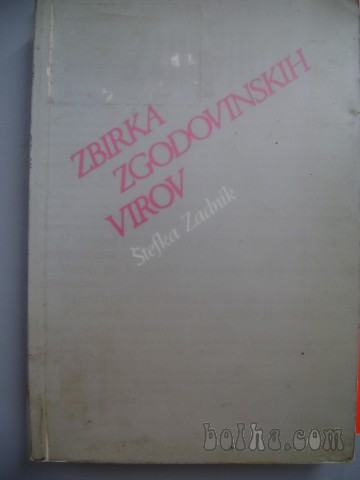 ZBIRKA
ZGODOVINSKIH
VIROV
Štefka Zadnik
bolha.com